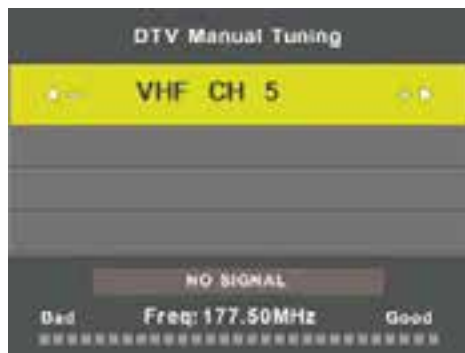 DTV Manual Tuning
VHF CH 5
NO SIGNAL
Bad Freq: 177.50MHz Good